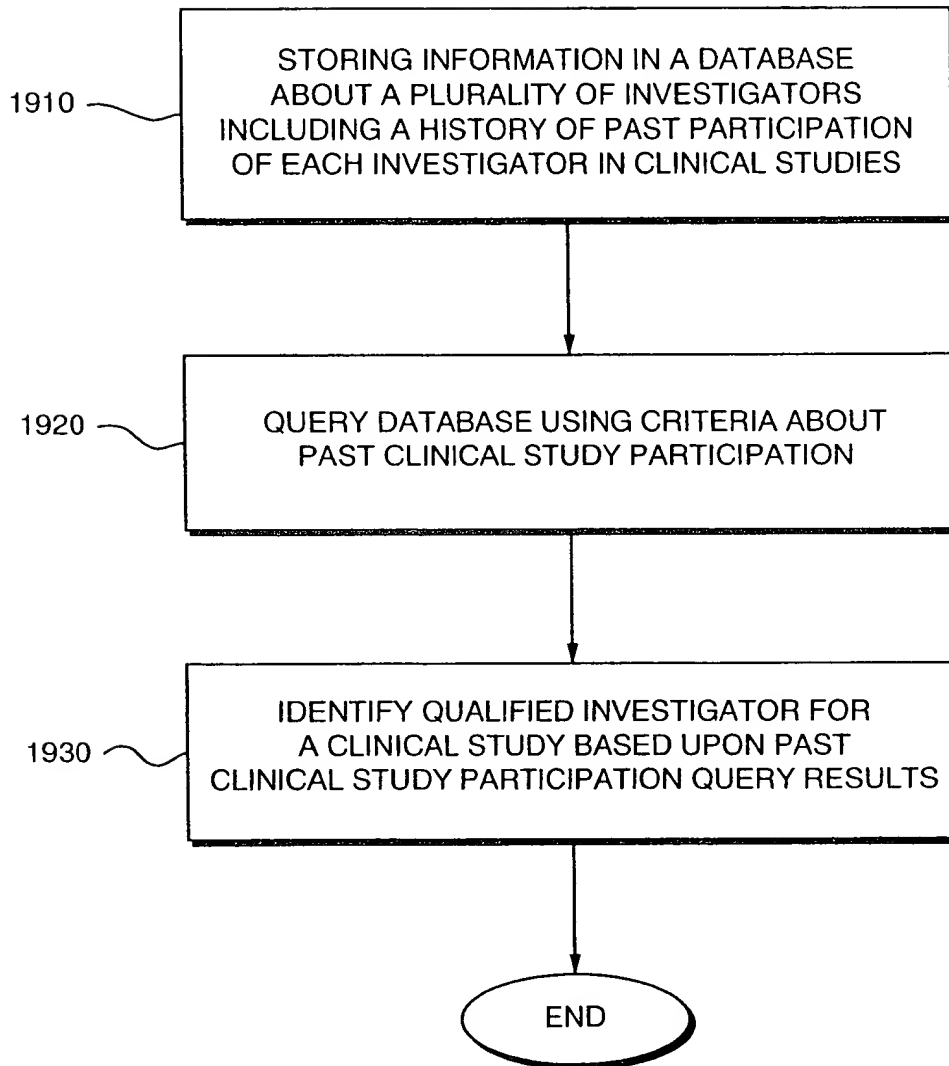 1910
STORING INFORMATION IN A DATABASE
ABOUT A PLURALITY OF INVESTIGATORS
INCLUDING A HISTORY OF PAST PARTICIPATION
OF EACH INVESTIGATOR IN CLINICAL STUDIES
1920
QUERY DATABASE USING CRITERIA ABOUT
PAST CLINICAL STUDY PARTICIPATION
1930
IDENTIFY QUALIFIED INVESTIGATOR FOR
A CLINICAL STUDY BASED UPON PAST
CLINICAL STUDY PARTICIPATION QUERY RESULTS
END